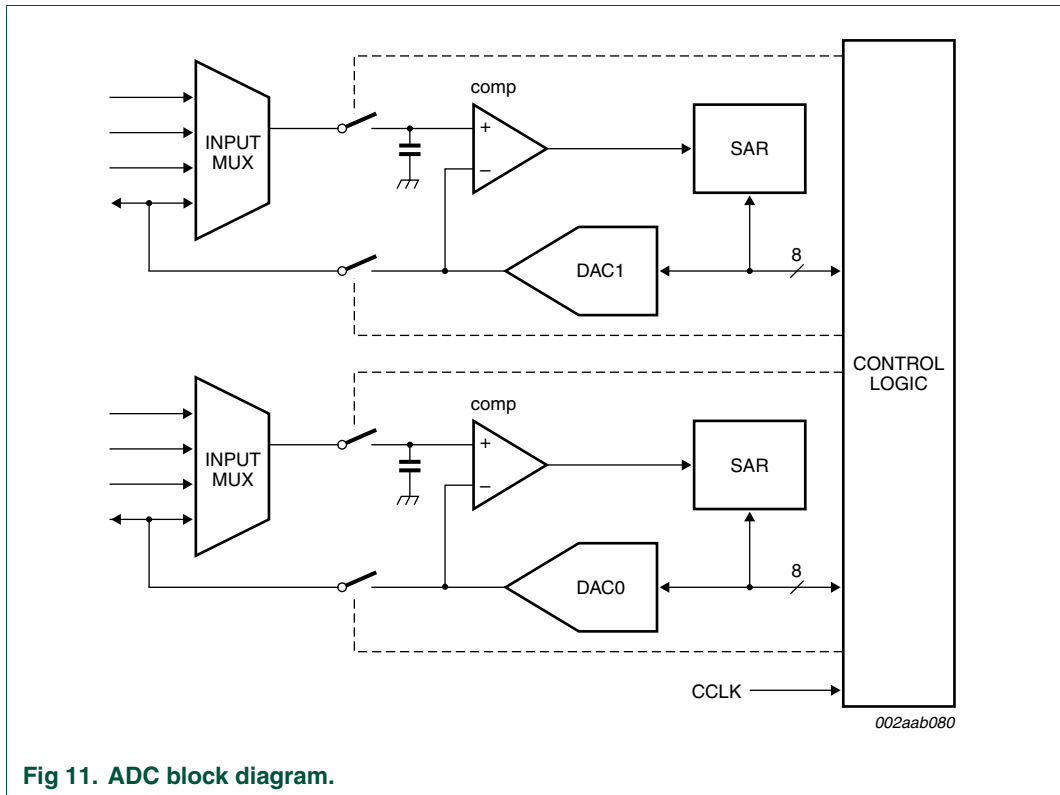 comp
INPUT
MUX
+
–
SAR
8
DAC1
CONTROL
LOGIC
comp
INPUT
MUX
+
–
SAR
8
DAC0
CCLK
002aab080
Fig 11. ADC block diagram.